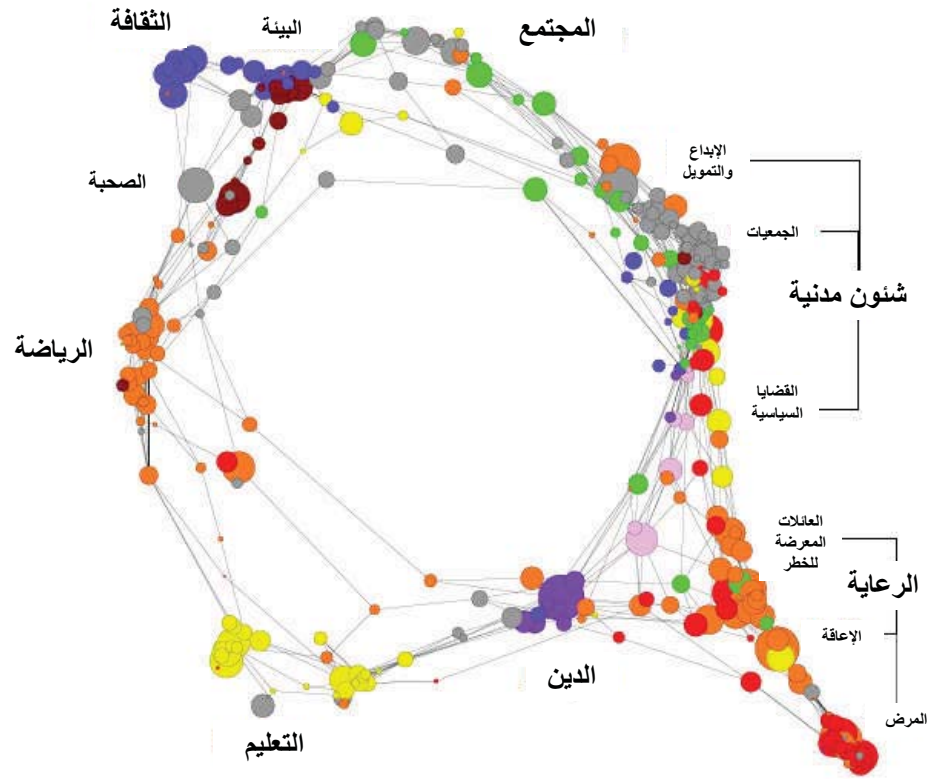 الثقافة
البيئة
المجتمع
الإبداع
والتمويل
الصحبة
الجمعيات
شئون مدنية
الرياضة
القضايا
السياسية
العائلات
المعرضة
للخطر
الرعاية
الإعاقة
الدين
المرض
التعليم